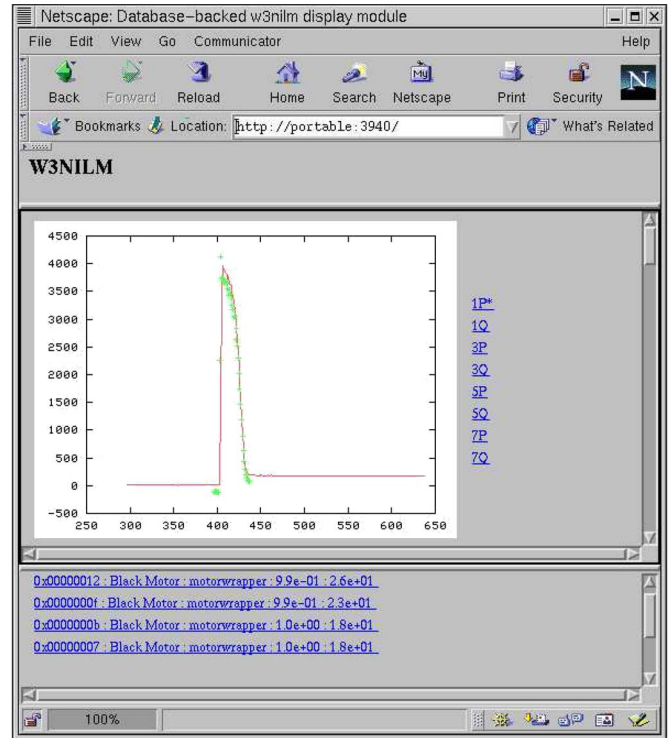 Netscape: Database-backed w3nilm display module
File Edit View Go Communicator Help
Back Forward Reload Home Search Netscape Print Security
My
N
Bookmarks Location: http://portable:3940/ What's Related
W3NILM
4500
4000
3500
3000
2500
2000
1500
1000
500
0
-500
250 300 350 400 450 500 550 600 650
1P*
1Q
3P
3Q
5P
5Q
7P
7Q
0x00000012 : Black Motor : motorwrapper : 9.9e-01 : 2.6e+01
0x0000000f : Black Motor : motorwrapper : 9.9e-01 : 2.3e+01
0x0000000b : Black Motor : motorwrapper : 1.0e+00 : 1.8e+01
0x00000007 : Black Motor : motorwrapper : 1.0e+00 : 1.8e+01
100%